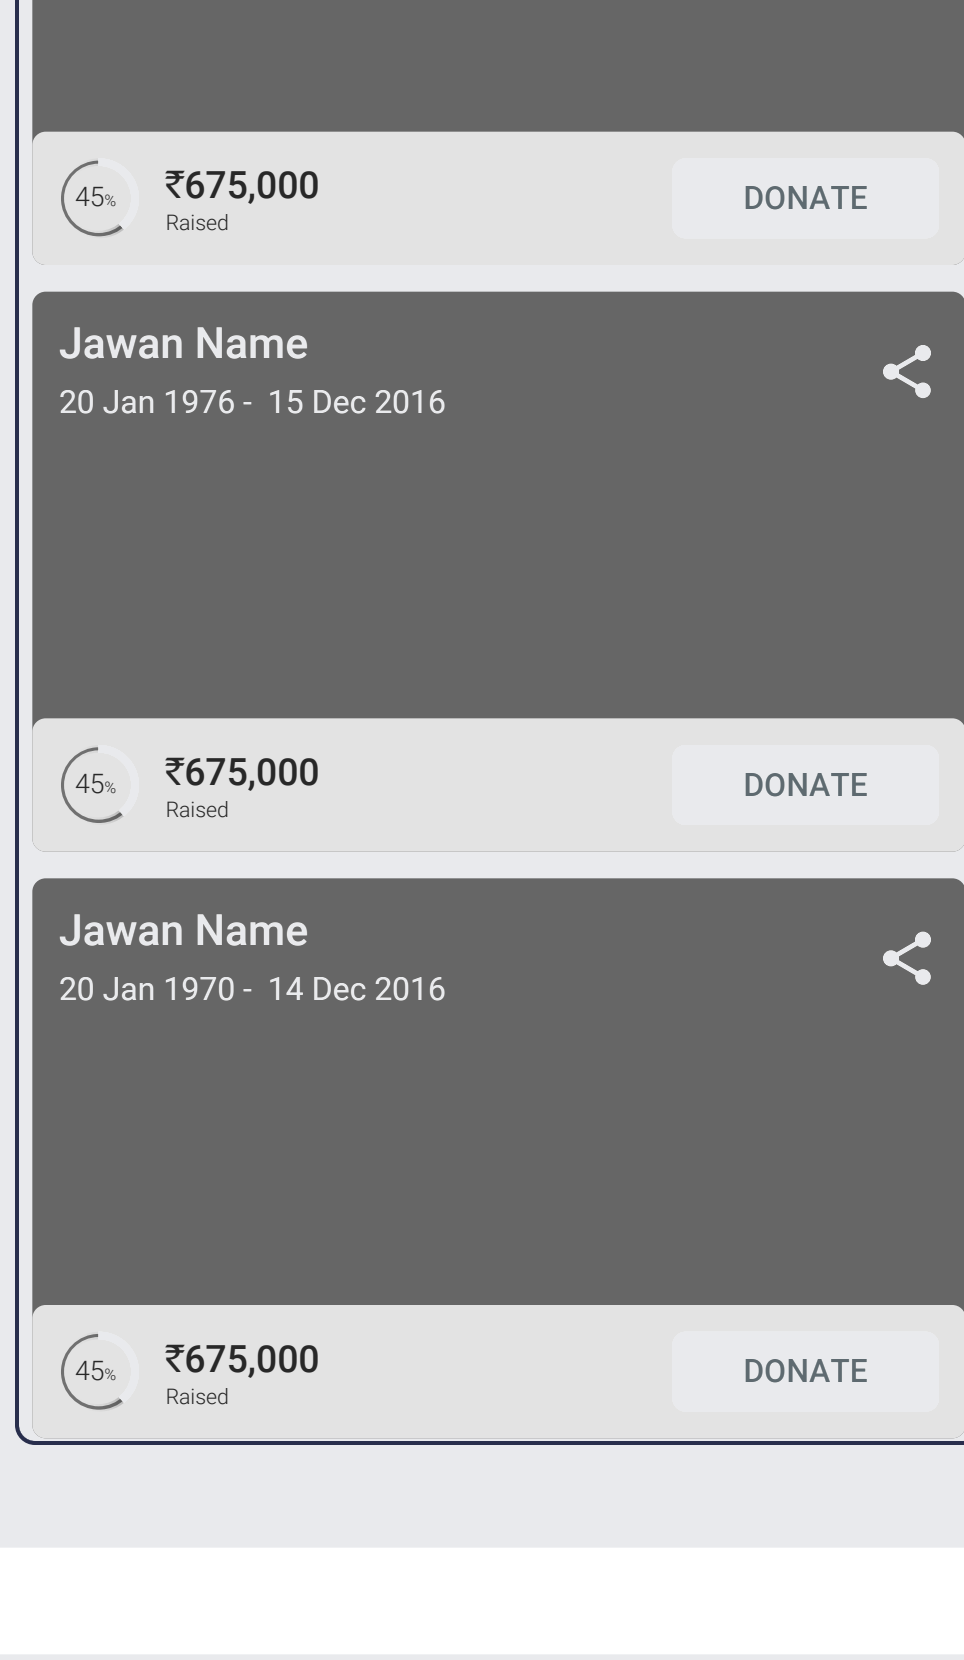 45%
₹675,000
Raised
DONATE
Jawan Name
20 Jan 1976 - 15 Dec 2016
45%
₹675,000
Raised
DONATE
Jawan Name
20 Jan 1970 - 14 Dec 2016
45%
₹675,000
Raised
DONATE